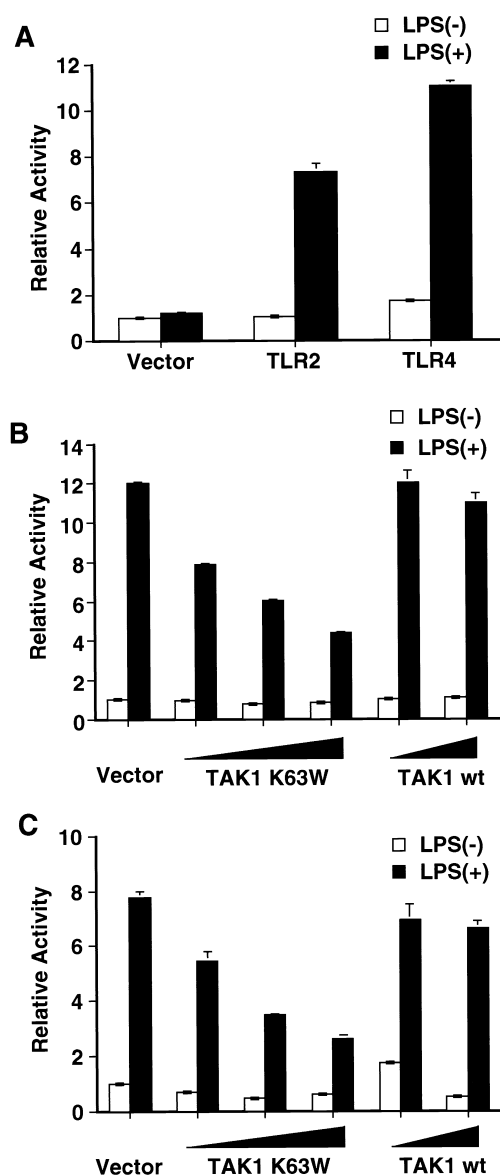 A
LPS(-)
LPS(+)
12
10
8
6
4
2
0
Relative Activity
Vector TLR2 TLR4
B
LPS(-)
LPS(+)
14
12
10
8
6
4
2
0
Relative Activity
Vector TAK1 K63W TAK1 wt
C
LPS(-)
LPS(+)
10
8
6
4
2
0
Relative Activity
Vector TAK1 K63W TAK1 wt